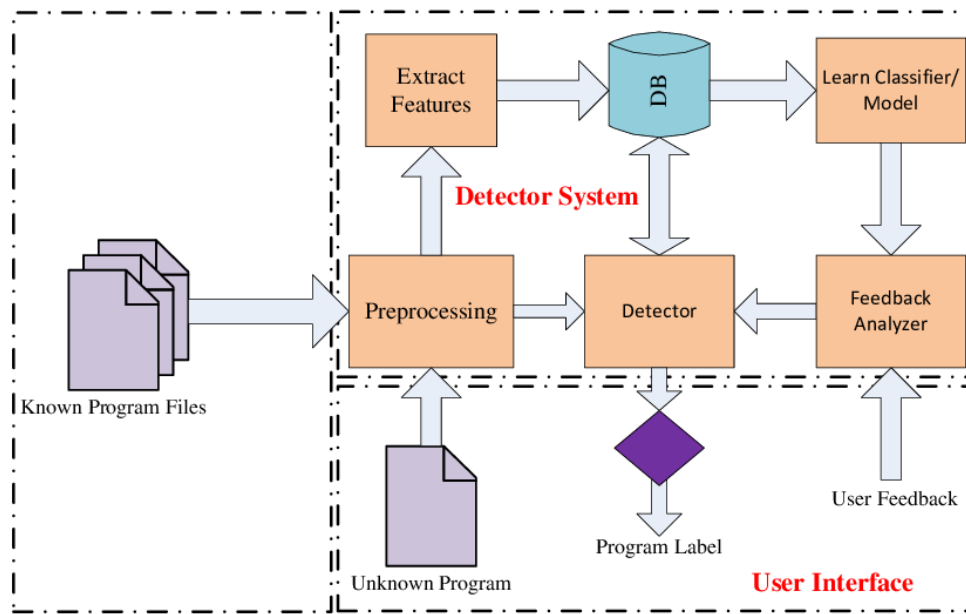 Extract
Features
DB
Learn Classifier/
Model
Detector System
Preprocessing
Detector
Feedback
Analyzer
Known Program Files
Unknown Program
Program Label
User Feedback
User Interface